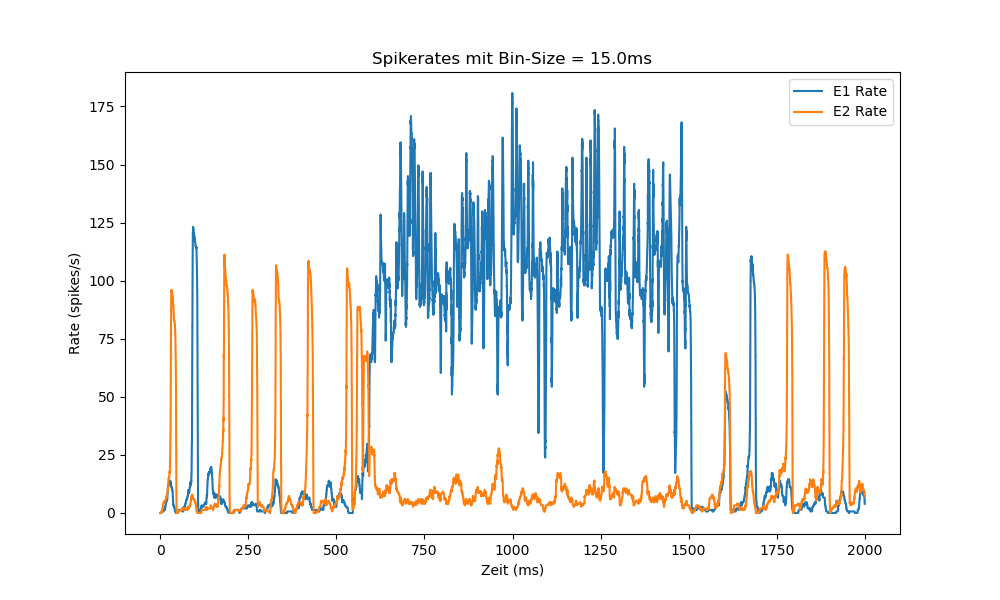 Spikerates mit Bin-Size = 15.0ms
E1 Rate
E2 Rate
175
150
125
100
75
50
25
0
Rate (spikes/s)
0 250 500 750 1000 1250 1500 1750 2000
Zeit (ms)